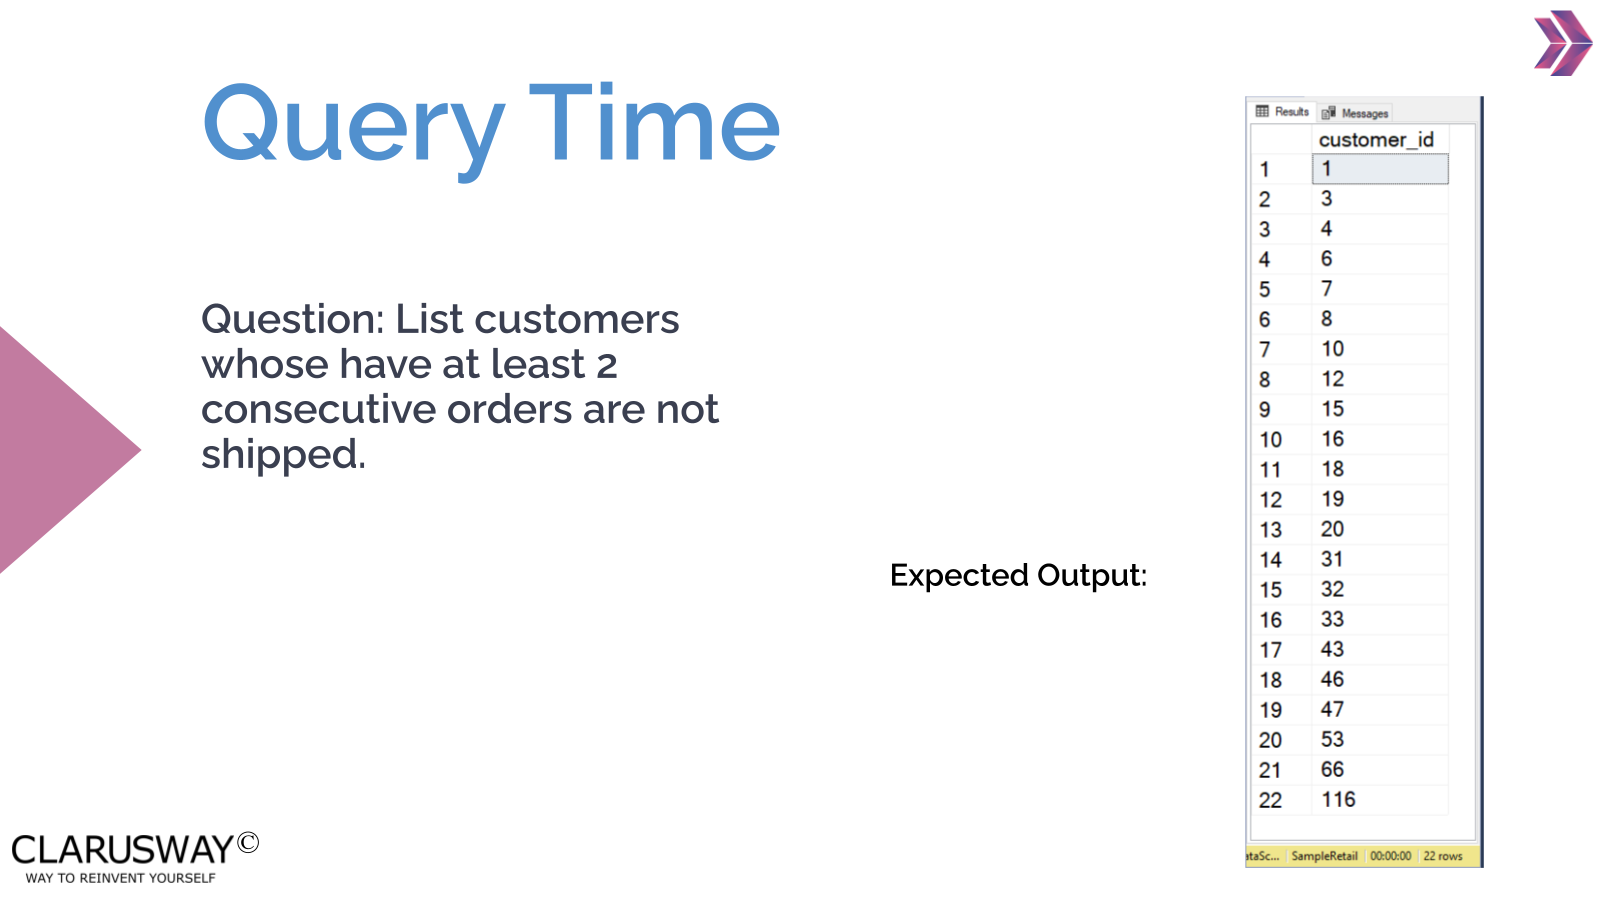 Query Time
Question: List customers
whose have at least 2
consecutive orders are not
shipped.
Expected Output:
Results Messages
customer_id
1 1
2 3
3 4
4 6
5 7
6 8
7 10
8 12
9 15
10 16
11 18
12 19
13 20
14 31
15 32
16 33
17 43
18 46
19 47
20 53
21 66
22 116
ataSc... SampleRetail 00:00:00 22 rows
CLARUSWAY©
WAY TO REINVENT YOURSELF